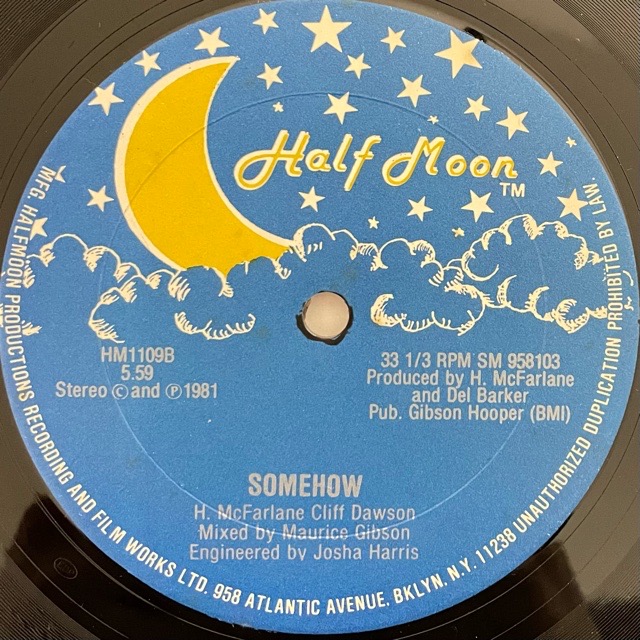 Half Moon
TM
HM1109B
5.59
Stereo © and ℗ 1981
33 1/3 RPM SM 958103
Produced by H. McFarlane
and Del Barker
Pub. Gibson Hooper (BMI)
SOMEHOW
H. McFarlane Cliff Dawson
Mixed by Maurice Gibson
Engineered by Josha Harris
MFG. HALFMOON PRODUCTIONS RECORDING AND FILM WORKS LTD. 958 ATLANTIC AVENUE. BKLYN. N.Y. 11238 UNAUTHORIZED DUPLICATION PROHIBITED BY LAW.